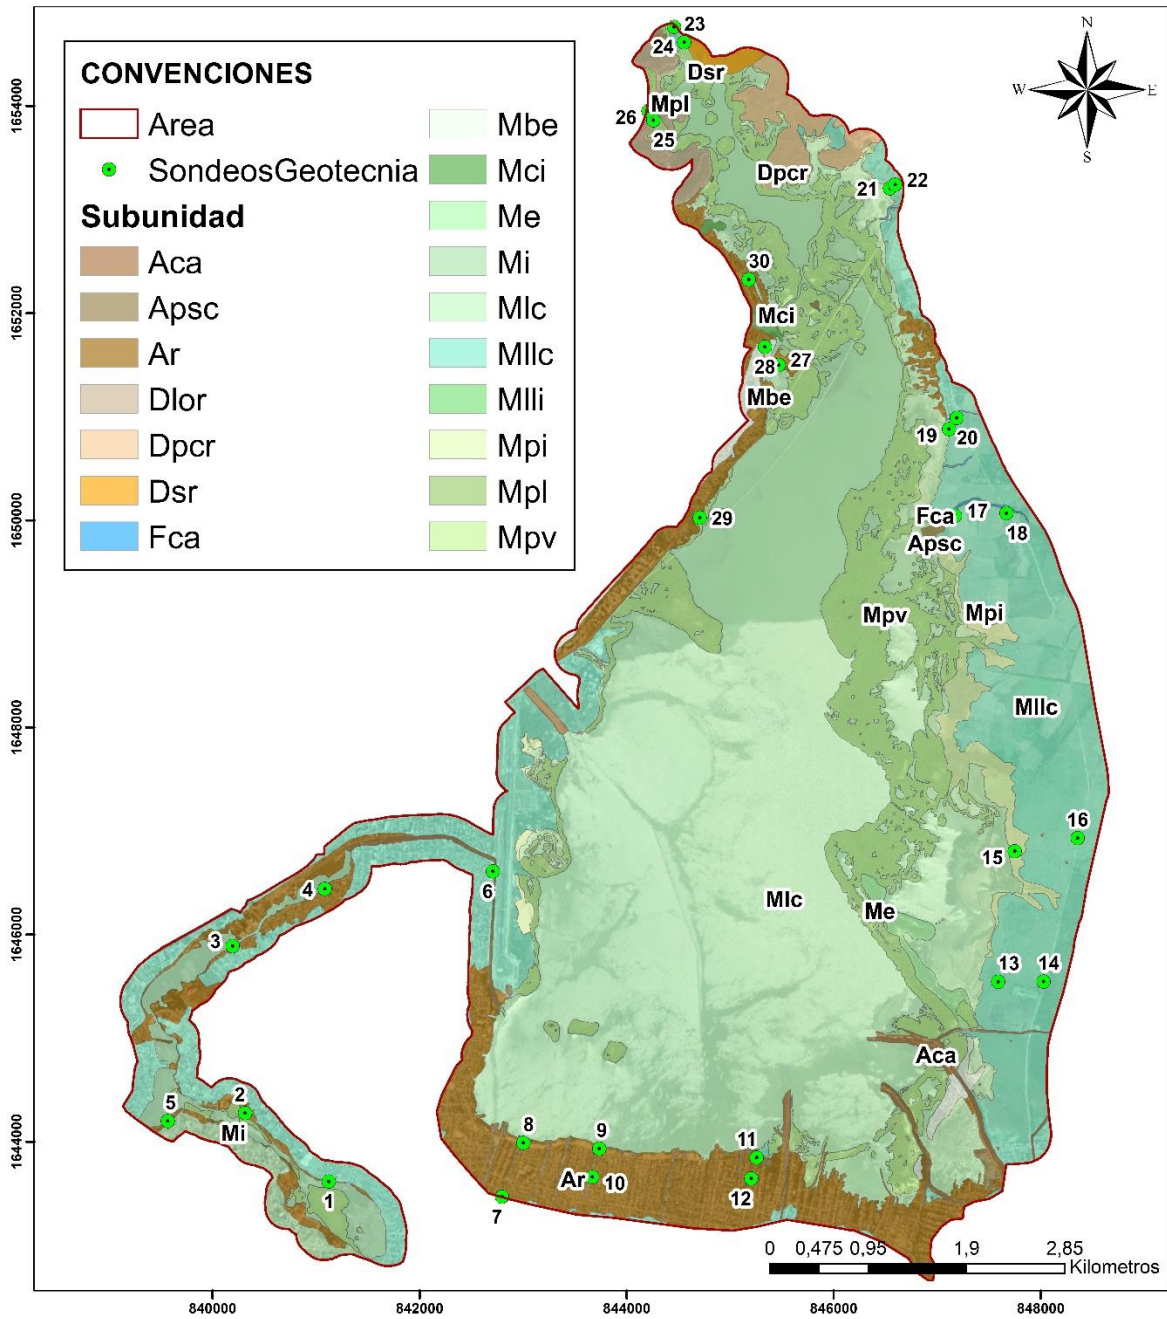 CONVENCIONES
Area
SondeosGeotecnia
Subunidad
Aca
Apsc
Ar
Dlor
Dpcr
Dsr
Fca
Mbe
Mci
Me
Mi
Mlc
Mllc
Mlli
Mpi
Mpl
Mpv
N
W E
S
23
24
Dsr
26
Mpl
25
Dpcr
21
22
30
Mci
28
27
Mbe
19
20
29
Fca
17
18
Apsc
Mpv
Mpi
Mllc
16
15
4
6
3
Mlc
Me
13
14
Aca
5
2
Mi
1
8
9
11
Ar
10
12
7
0 0,475 0,95 1,9 2,85
Kilometros
1654000
1652000
1650000
1648000
1646000
1644000
840000 842000 844000 846000 848000